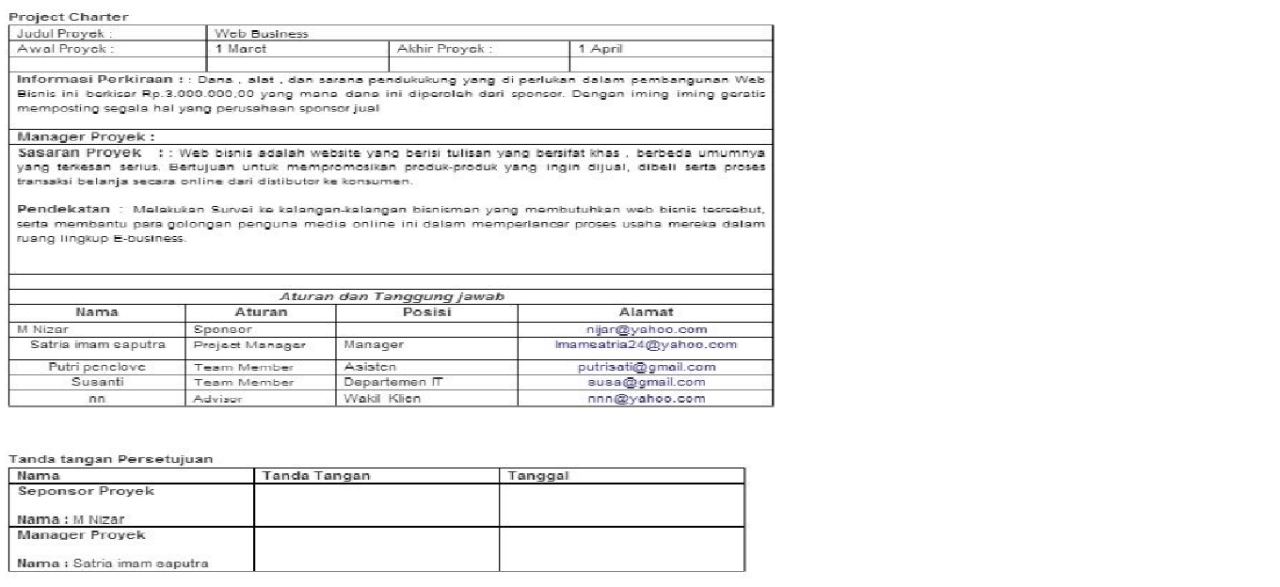 Project Charter
Judul Proyek : Web Business
Awal Proyek : 1 Maret Akhir Proyek : 1 April
Informasi Perkiraan : : Dana , alat , dan sarana pendukukung yang di perlukan dalam pembangunan Web
Bisnis ini berkisar Rp.3.000.000,00 yang mana dana ini diperoleh dari sponsor. Dengan iming iming geratis
memposting segala hal yang perusahaan sponsor jual
Manager Proyek :
Sasaran Proyek : : Web bisnis adalah website yang berisi tulisan yang bersifat khas , berbeda umumnya
yang terkesan serius. Bertujuan untuk mempromosikan produk-produk yang ingin dijual, dibeli serta proses
transaksi belanja secara online dari distibutor ke konsumen.
Pendekatan : Melakukan Survei ke kalangan-kalangan bisnisman yang membutuhkan web bisnis tesrsebut,
serta membantu para golongan penguna media online ini dalam memperlancar proses usaha mereka dalam
ruang lingkup E-business.
Aturan dan Tanggung jawab
Nama Aturan Posisi Alamat
M Nizar Sponsor nijar@yahoo.com
Satria imam saputra Project Manager Manager Imamsatria24@yahoo.com
Putri penelove Team Member Asisten putrisati@gmail.com
Susanti Team Member Departemen IT susa@gmail.com
nn Advisor Wakil Klien nnn@yahoo.com
Tanda tangan Persetujuan
Nama Tanda Tangan Tanggal
Seponsor Proyek
Nama : M Nizar
Manager Proyek
Nama : Satria imam saputra